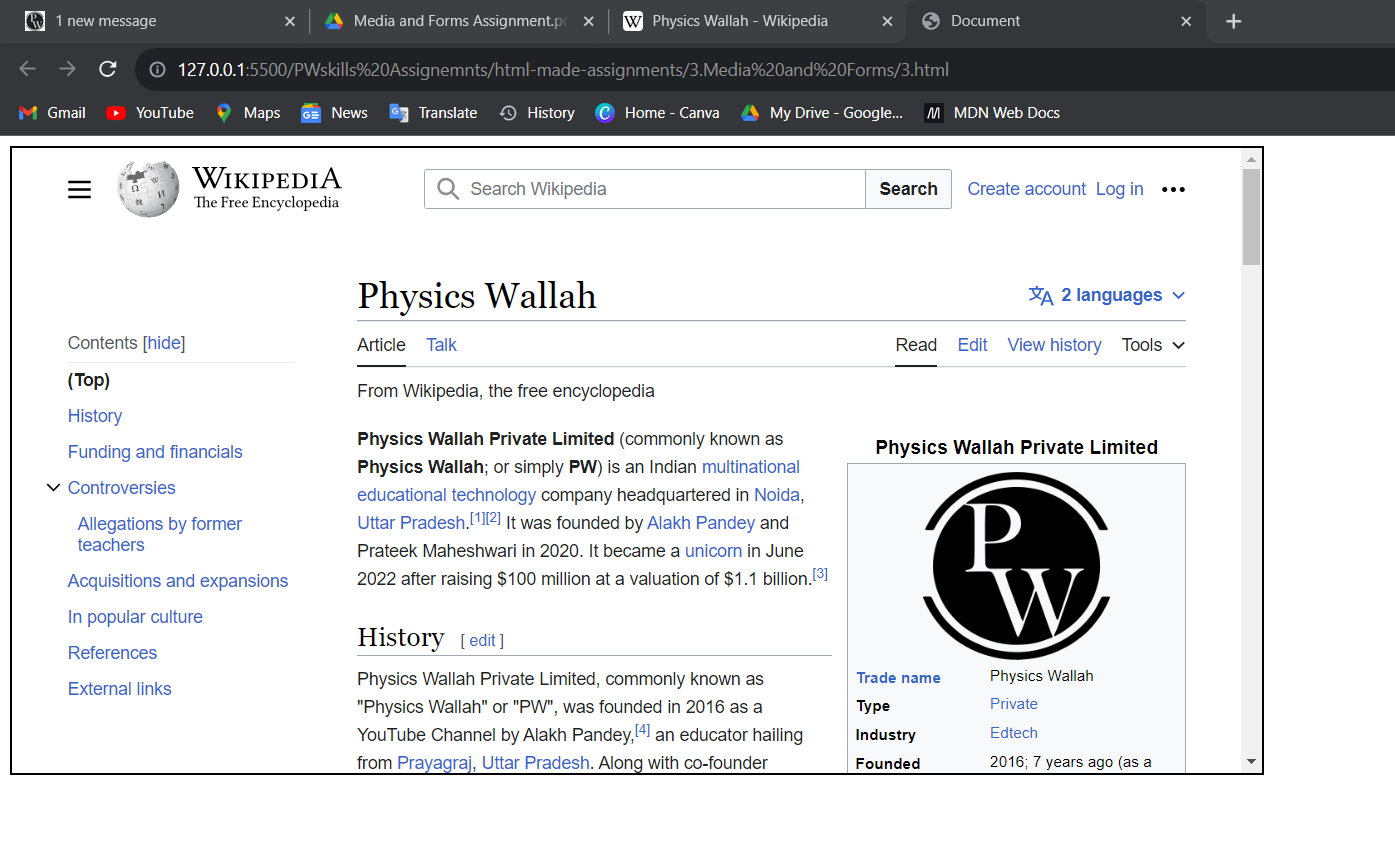 1 new message
Media and Forms Assignment.p
Physics Wallah - Wikipedia
Document
127.0.0.1:5500/PWskills%20Assignemnts/html-made-assignments/3.Media%20and%20Forms/3.html
Gmail YouTube Maps News Translate History Home - Canva My Drive - Google... MDN Web Docs
WIKIPEDIA
The Free Encyclopedia
Search Wikipedia Search Create account Log in •••
Physics Wallah
2 languages
Contents [hide]
(Top)
History
Funding and financials
Controversies
Allegations by former
teachers
Acquisitions and expansions
In popular culture
References
External links
Article Talk Read Edit View history Tools
From Wikipedia, the free encyclopedia
Physics Wallah Private Limited (commonly known as
Physics Wallah; or simply PW) is an Indian multinational
educational technology company headquartered in Noida,
Uttar Pradesh.[1][2] It was founded by Alakh Pandey and
Prateek Maheshwari in 2020. It became a unicorn in June
2022 after raising $100 million at a valuation of $1.1 billion.[3]
History [ edit ]
Physics Wallah Private Limited, commonly known as
"Physics Wallah" or "PW", was founded in 2016 as a
YouTube Channel by Alakh Pandey,[4] an educator hailing
from Prayagraj, Uttar Pradesh. Along with co-founder
Physics Wallah Private Limited
PW
Trade name Physics Wallah
Type Private
Industry Edtech
Founded 2016; 7 years ago (as a